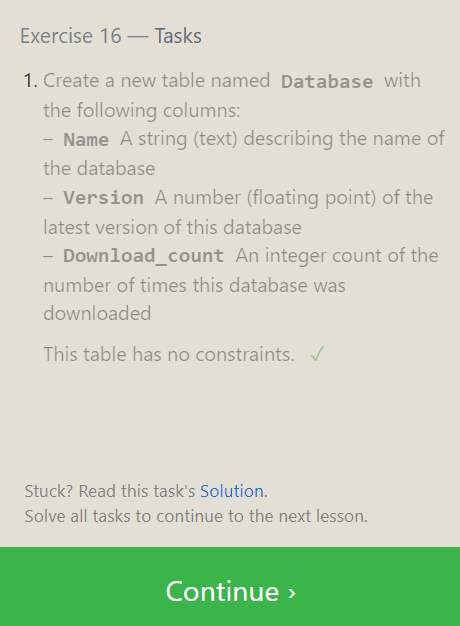 Exercise 16 — Tasks
1. Create a new table named Database with
the following columns:
– Name A string (text) describing the name of
the database
– Version A number (floating point) of the
latest version of this database
– Download_count An integer count of the
number of times this database was
downloaded
This table has no constraints. ✓
Stuck? Read this task's Solution.
Solve all tasks to continue to the next lesson.
Continue ›